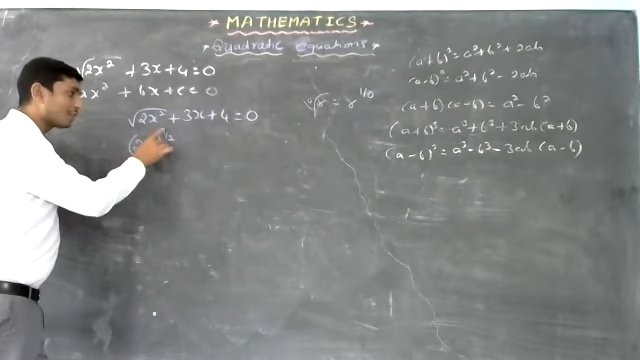 MATHEMATICS
Quadratic equations
√2x² + 3x + 4 = 0
ax² + bx + c = 0
√2x² + 3x + 4 = 0
(a+b)² = a² + b² + 2ab
(a-b)² = a² + b² - 2ab
(a+b)(a-b) = a² - b²
(a+b)³ = a³ + b³ + 3ab(a+b)
(a-b)³ = a³ - b³ - 3ab(a-b)